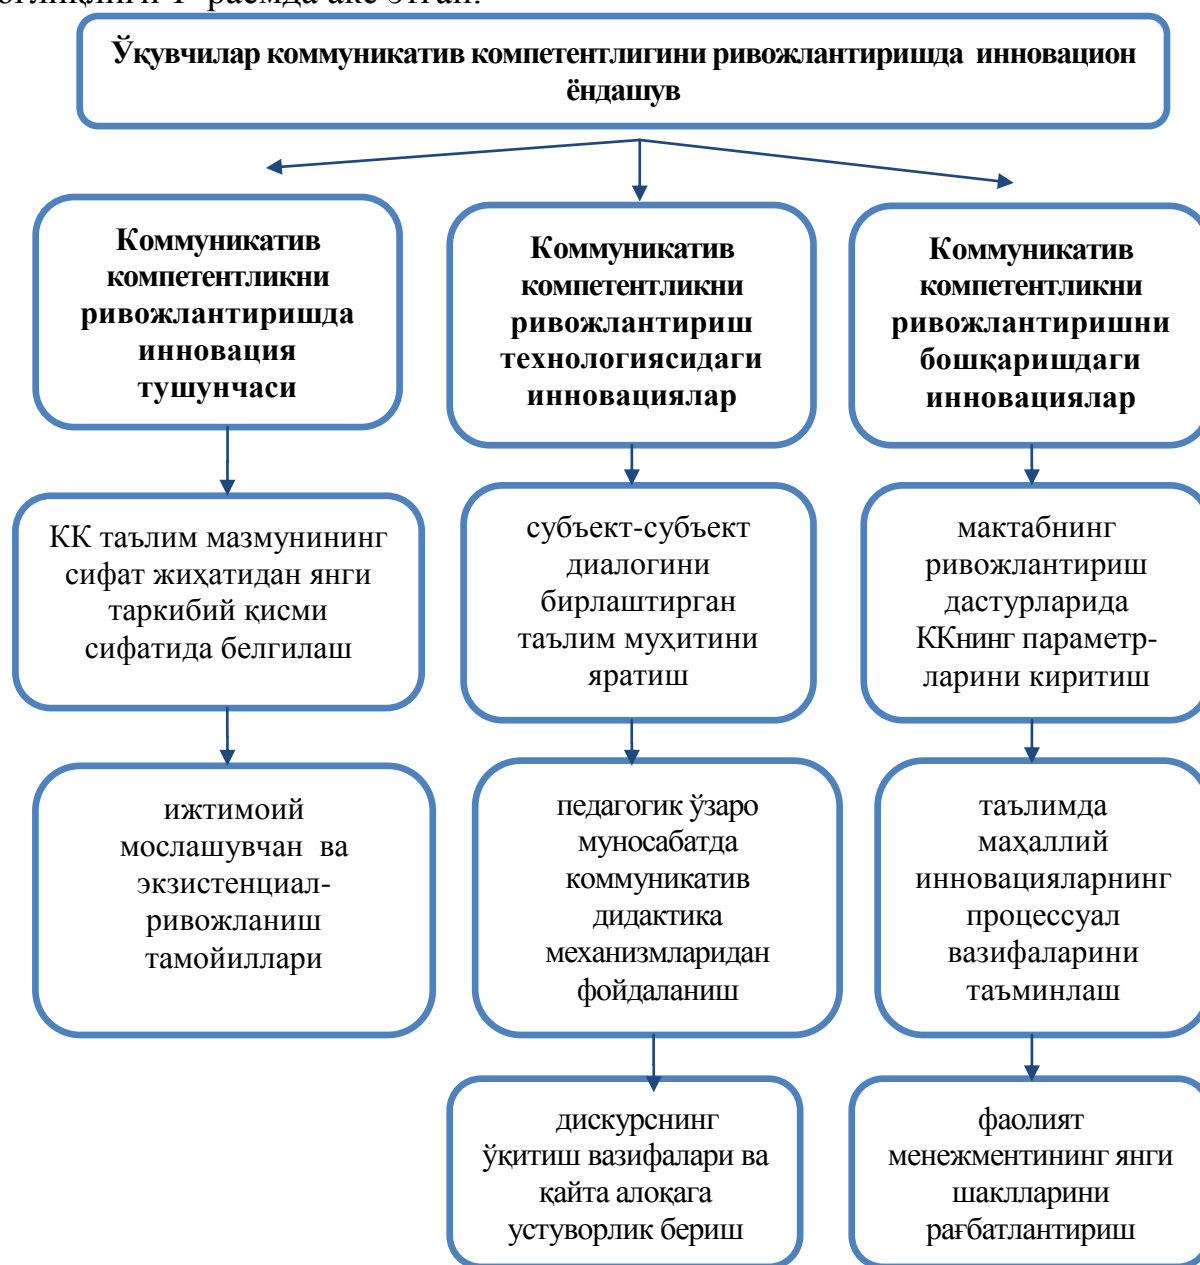 1- расмда акс этган.
Ўқувчилар коммуникатив компетентлигини ривожлантиришда инновацион
ёндашув
Коммуникатив
компетентликни
ривожлантиришда
инновация
тушунчаси
КК таълим мазмунининг
сифат жиҳатидан янги
таркибий қисми
сифатида белгилаш
ижтимоий
мослашувчан ва
экзистенциал-
ривожланиш
тамойиллари
Коммуникатив
компетентликни
ривожлантириш
технологиясидаги
инновациялар
субъект-субъект
диалогини
бирлаштирган
таълим муҳитини
яратиш
педагогик ўзаро
муносабатда
коммуникатив
дидактика
механизмларидан
фойдаланиш
дискурснинг
ўқитиш вазифалари ва
қайта алоқага
устуворлик бериш
Коммуникатив
компетентликни
ривожлантиришни
бошқаришдаги
инновациялар
мактабнинг
ривожлантириш
дастурларида
ККнинг параметр-
ларини киритиш
таълимда
маҳаллий
инновацияларнинг
процессуал
вазифаларини
таъминлаш
фаолият
менежментининг янги
шаклларини
рағбатлантириш